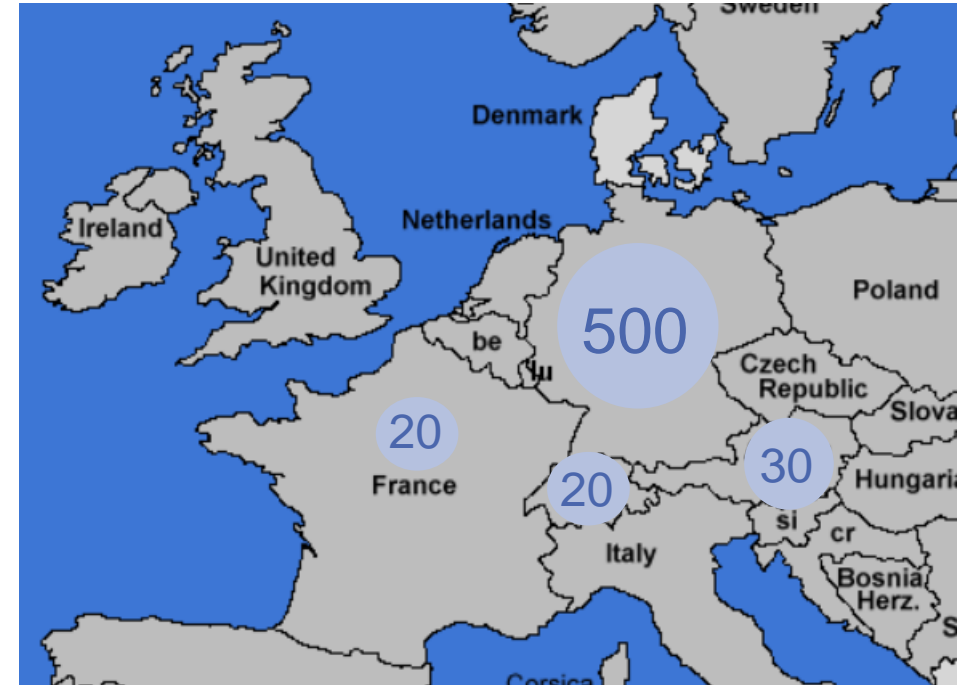 Sweden
Denmark
Ireland
Netherlands
United
Kingdom
Poland
500
be
lu
Czech
Republic
Slova
20
France
20
30
Hungaria
si
cr
Italy
Bosnia
Herz.
S
Corsica